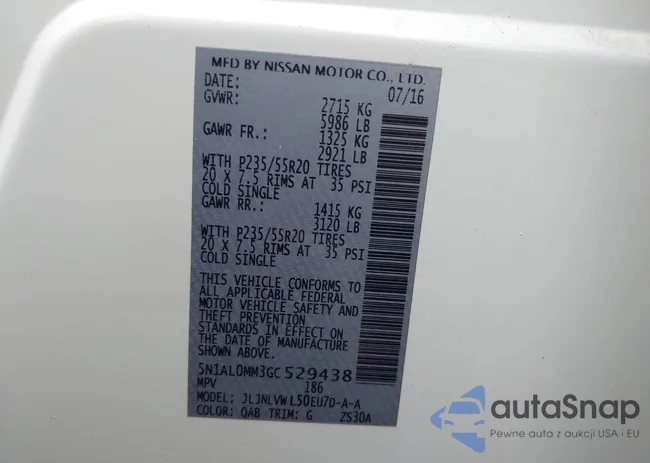 MFD BY NISSAN MOTOR CO., LTD.
DATE: 07/16
GVWR: 2715 KG
5986 LB
GAWR FR.: 1325 KG
2921 LB
WITH P235/55R20 TIRES
20 X 7.5 RIMS AT 35 PSI
COLD SINGLE
GAWR RR.: 1415 KG
3120 LB
WITH P235/55R20 TIRES
20 X 7.5 RIMS AT 35 PSI
COLD SINGLE
THIS VEHICLE CONFORMS TO
ALL APPLICABLE FEDERAL
MOTOR VEHICLE SAFETY AND
THEFT PREVENTION
STANDARDS IN EFFECT ON
THE DATE OF MANUFACTURE
SHOWN ABOVE.
5N1AL0MM3GC529438
MPV 186
MODEL: JLJNLVWL50EU7D-A-A
COLOR: QAB TRIM: G ZS30A
autoSnap
Pewne auta z aukcji USA i EU